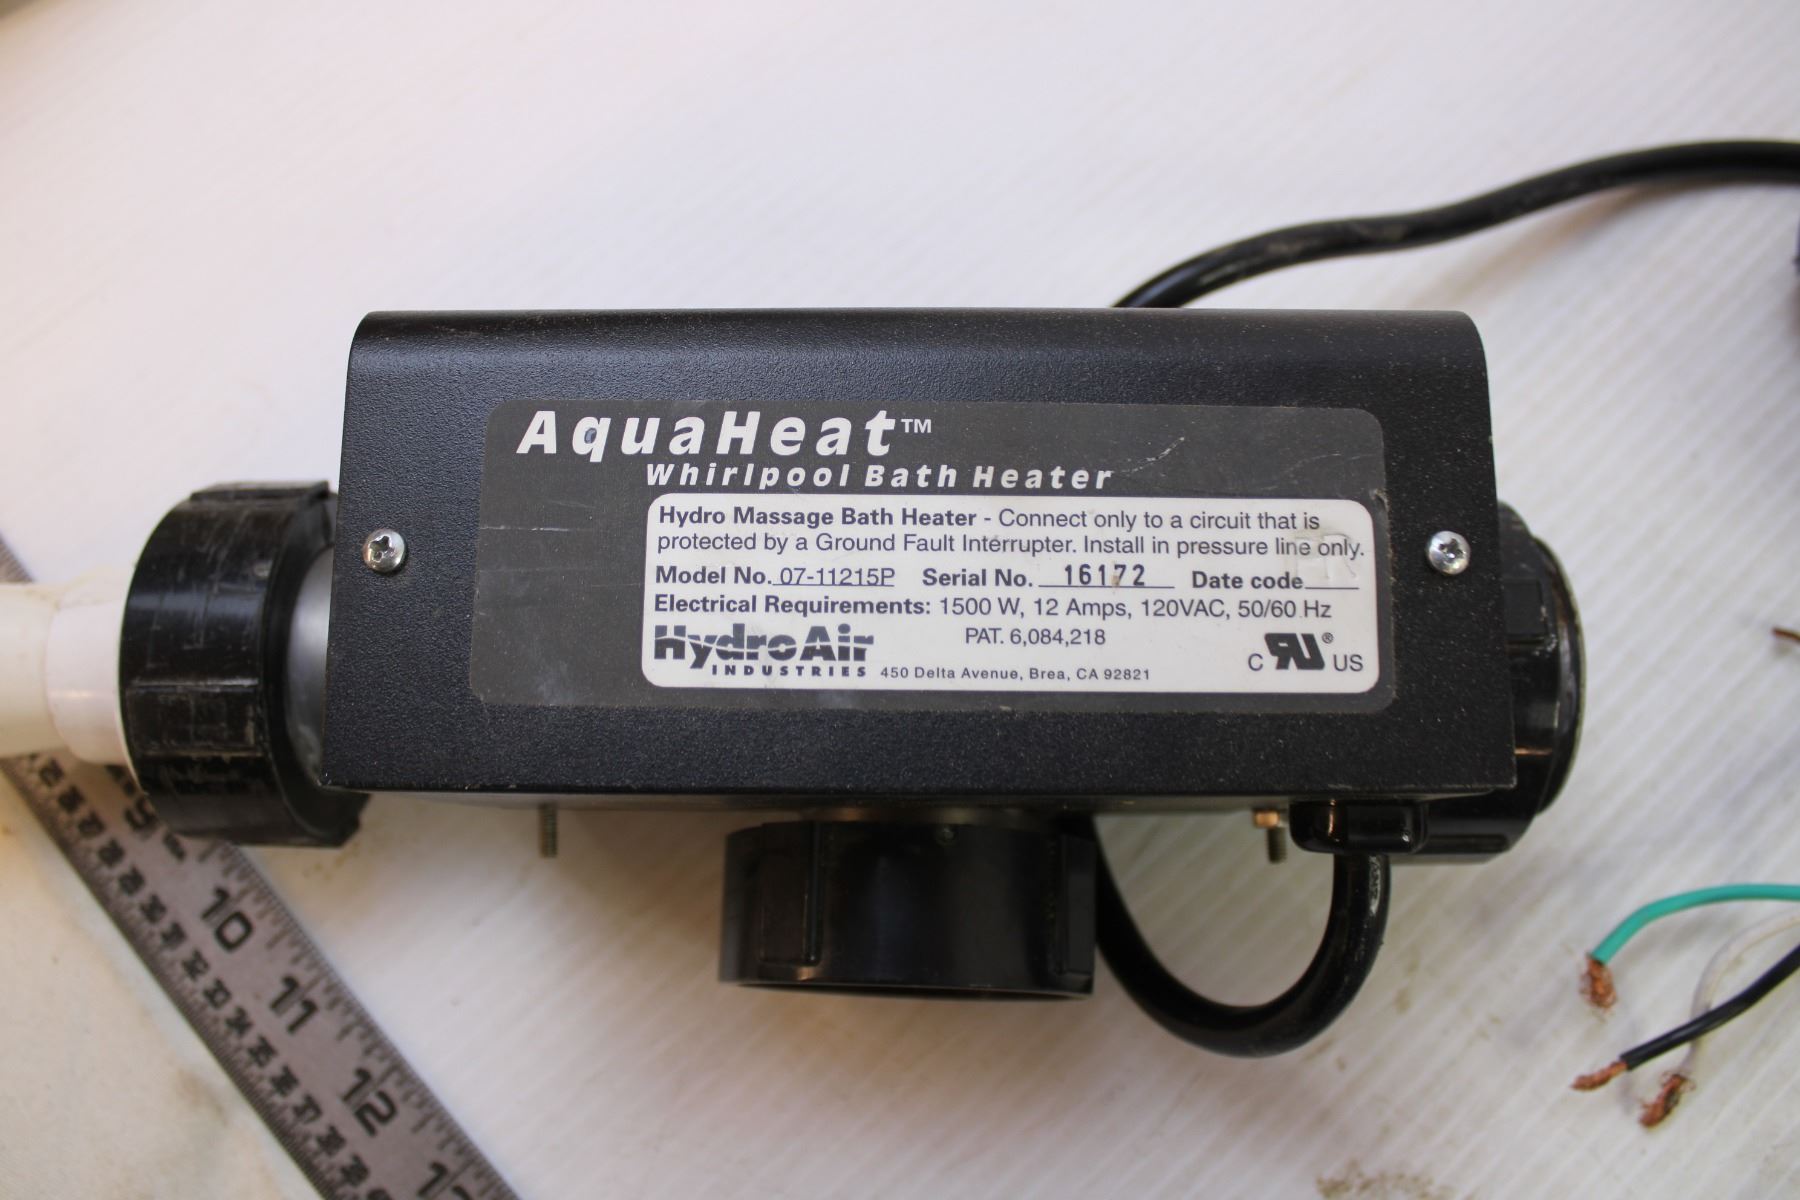 AquaHeat™
Whirlpool Bath Heater
Hydro Massage Bath Heater - Connect only to a circuit that is
protected by a Ground Fault Interrupter. Install in pressure line only.
Model No. 07-11215P Serial No. 16172 Date code
Electrical Requirements: 1500 W, 12 Amps, 120VAC, 50/60 Hz
HydroAir PAT. 6,084,218
INDUSTRIES 450 Delta Avenue, Brea, CA 92821
C RU® US
10
11
12